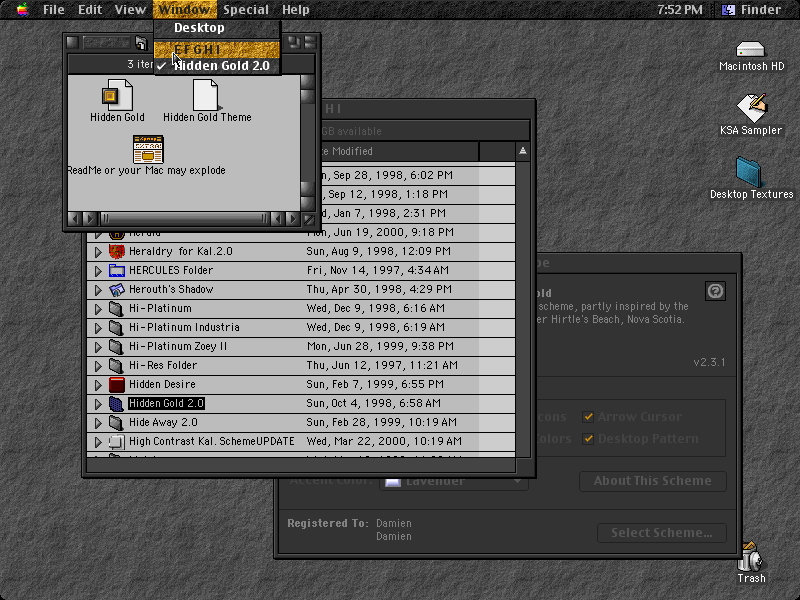 File Edit View Window Special Help 7:52 PM Finder
Desktop
E F G H I
Hidden Gold 2.0
3 iter
Hidden Gold
Hidden Gold Theme
ReadMe or your Mac may explode
Macintosh HD
KSA Sampler
Desktop Textures
Trash
H I
GB available
te Modified
n, Sep 28, 1998, 6:02 PM
, Sep 12, 1998, 1:18 PM
d, Jan 7, 1998, 2:31 PM
Herald Mon, Jun 19, 2000, 9:18 PM
Heraldry for Kal.2.0 Sun, Aug 9, 1998, 12:09 PM
HERCULES Folder Fri, Nov 14, 1997, 4:34 AM
Herouth's Shadow Thu, Apr 30, 1998, 4:29 PM
Hi-Platinum Wed, Dec 9, 1998, 6:16 AM
Hi-Platinum Industria Wed, Dec 9, 1998, 6:19 AM
Hi-Platinum Zoey II Mon, Jun 28, 1999, 9:38 PM
Hi-Res Folder Thu, Jun 12, 1997, 11:21 AM
Hidden Desire Sun, Feb 7, 1999, 6:55 PM
Hidden Gold 2.0 Sun, Oct 4, 1998, 6:58 AM
Hide Away 2.0 Sun, Feb 28, 1999, 10:19 AM
High Contrast Kal. SchemeUPDATE Wed, Mar 22, 2000, 10:19 AM
pe
old
scheme, partly inspired by the
er Hirtle's Beach, Nova Scotia.
v2.3.1
cons Arrow Cursor
olors Desktop Pattern
Accent Color: Lavender About This Scheme
Registered To: Damien
Damien
Select Scheme...